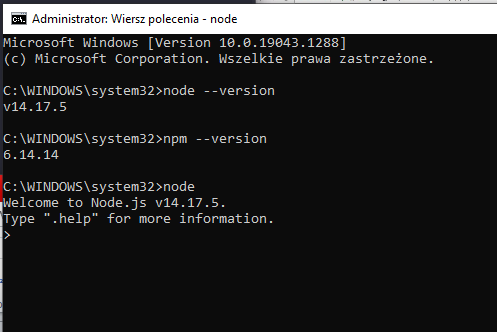 Administrator: Wiersz polecenia - node
Microsoft Windows [Version 10.0.19043.1288]
(c) Microsoft Corporation. Wszelkie prawa zastrzeżone.
C:\WINDOWS\system32>node --version
v14.17.5
C:\WINDOWS\system32>npm --version
6.14.14
C:\WINDOWS\system32>node
Welcome to Node.js v14.17.5.
Type ".help" for more information.
>